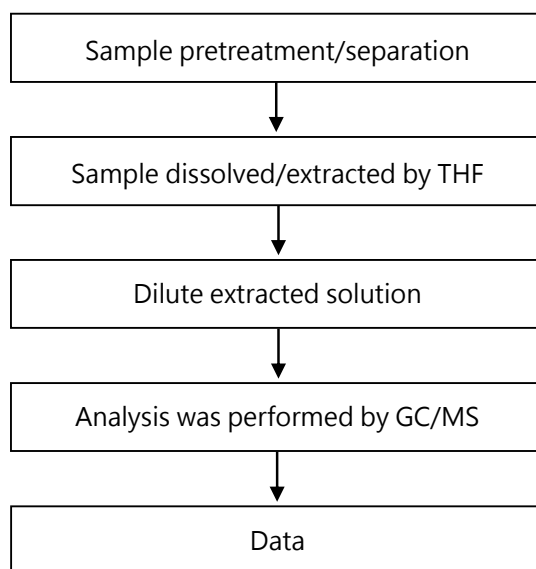 Sample pretreatment/separation
Sample dissolved/extracted by THF
Dilute extracted solution
Analysis was performed by GC/MS
Data